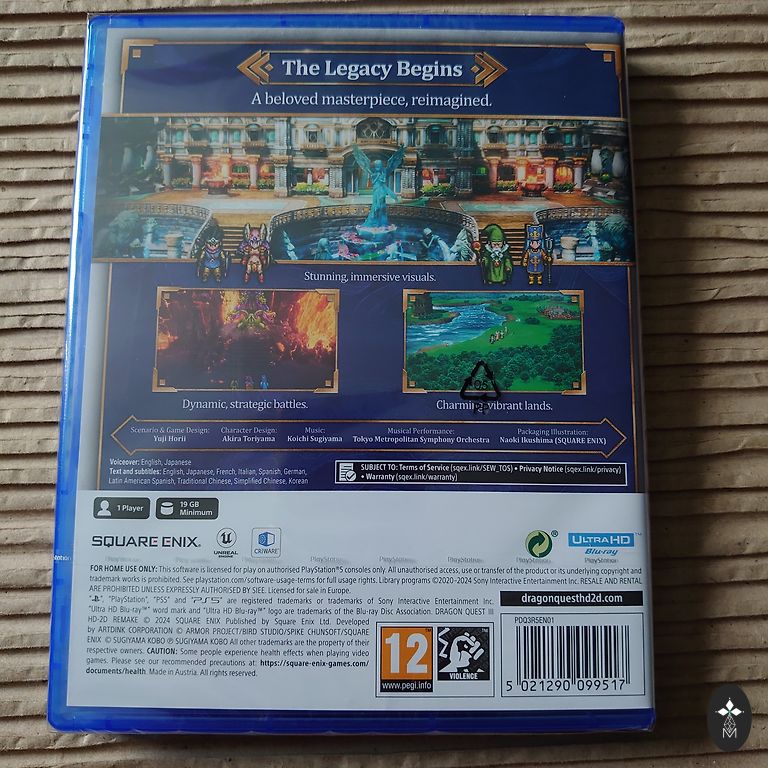 The Legacy Begins
A beloved masterpiece, reimagined.
Stunning, immersive visuals.
Dynamic, strategic battles.
Charming, vibrant lands.
Scenario & Game Design:
Yuji Horii
Character Design:
Akira Toriyama
Music:
Koichi Sugiyama
Musical Performance:
Tokyo Metropolitan Symphony Orchestra
Packaging Illustration:
Naoki Ikushima (SQUARE ENIX)
Voiceover: English, Japanese
Text and subtitles: English, Japanese, French, Italian, Spanish, German,
Latin American Spanish, Traditional Chinese, Simplified Chinese, Korean
SUBJECT TO: Terms of Service (sqex.link/SEW_TOS) • Privacy Notice (sqex.link/privacy)
• Warranty (sqex.link/warranty)
1 Player
19 GB
Minimum
SQUARE ENIX.
UNREAL
ENGINE
CRIWARE
ULTRA HD
Blu-ray
FOR HOME USE ONLY: This software is licensed for play on authorised PlayStation®5 consoles only. All unauthorised access, use or transfer of the product or its underlying copyright and
trademark works is prohibited. See playstation.com/software-usage-terms for full usage rights. Library programs ©2020-2024 Sony Interactive Entertainment Inc. RESALE AND RENTAL
ARE PROHIBITED UNLESS EXPRESSLY AUTHORISED BY SIEE. Licensed for sale in Europe.
"PlayStation", "PS5" and "PS5" are registered trademarks or trademarks of Sony Interactive Entertainment Inc.
"Ultra HD Blu-ray™" word mark and "Ultra HD Blu-ray" logo are trademarks of the Blu-ray Disc Association. DRAGON QUEST III
HD-2D REMAKE © 2024 SQUARE ENIX Published by Square Enix Ltd. Developed
by ARTDINK CORPORATION © ARMOR PROJECT/BIRD STUDIO/SPIKE CHUNSOFT/SQUARE
ENIX © SUGIYAMA KOBO ℗ SUGIYAMA KOBO All other trademarks are the property of their
respective owners. CAUTION: Some people experience health effects when playing video
games. Please see our recommended precautions at: https://square-enix-games.com/
documents/health. Made in Austria. All rights reserved.
dragonquesthd2d.com
12
www.pegi.info
VIOLENCE
PDQ3R5EN01
5 021290 099517